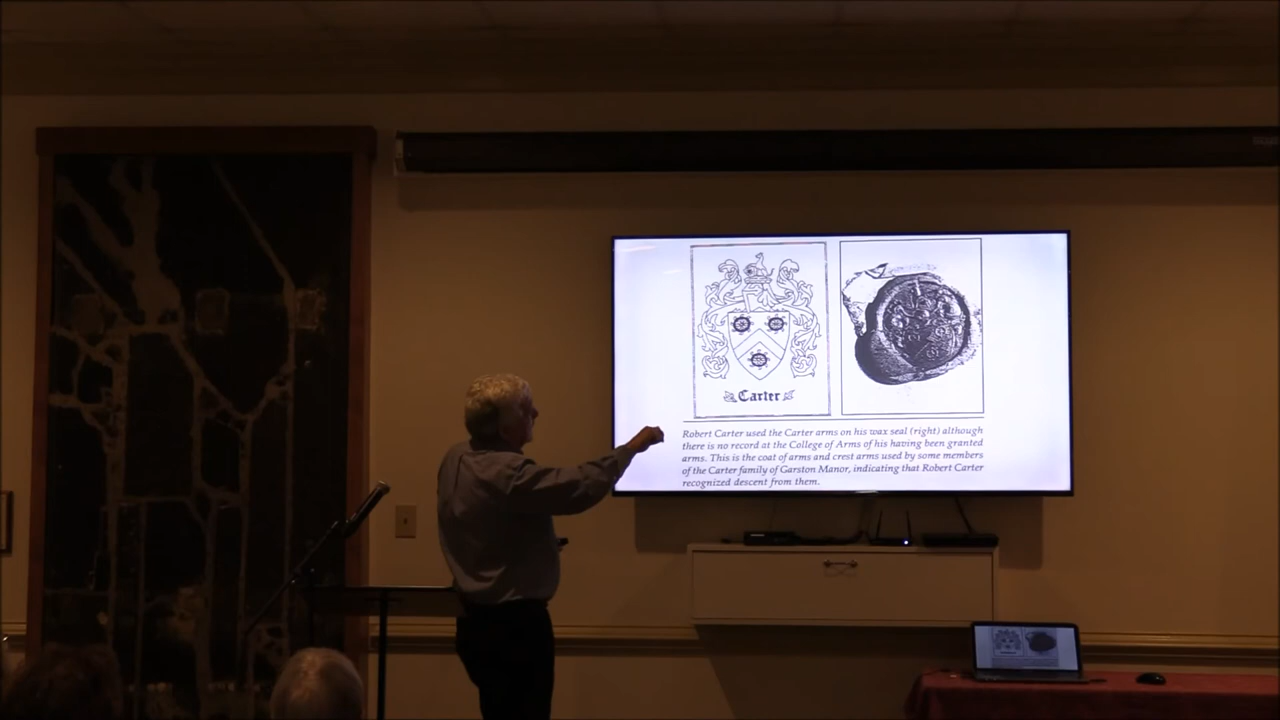 Carter
Robert Carter used the Carter arms on his wax seal (right) although
there is no record at the College of Arms of his having been granted
arms. This is the coat of arms and crest arms used by some members
of the Carter family of Garston Manor, indicating that Robert Carter
recognized descent from them.